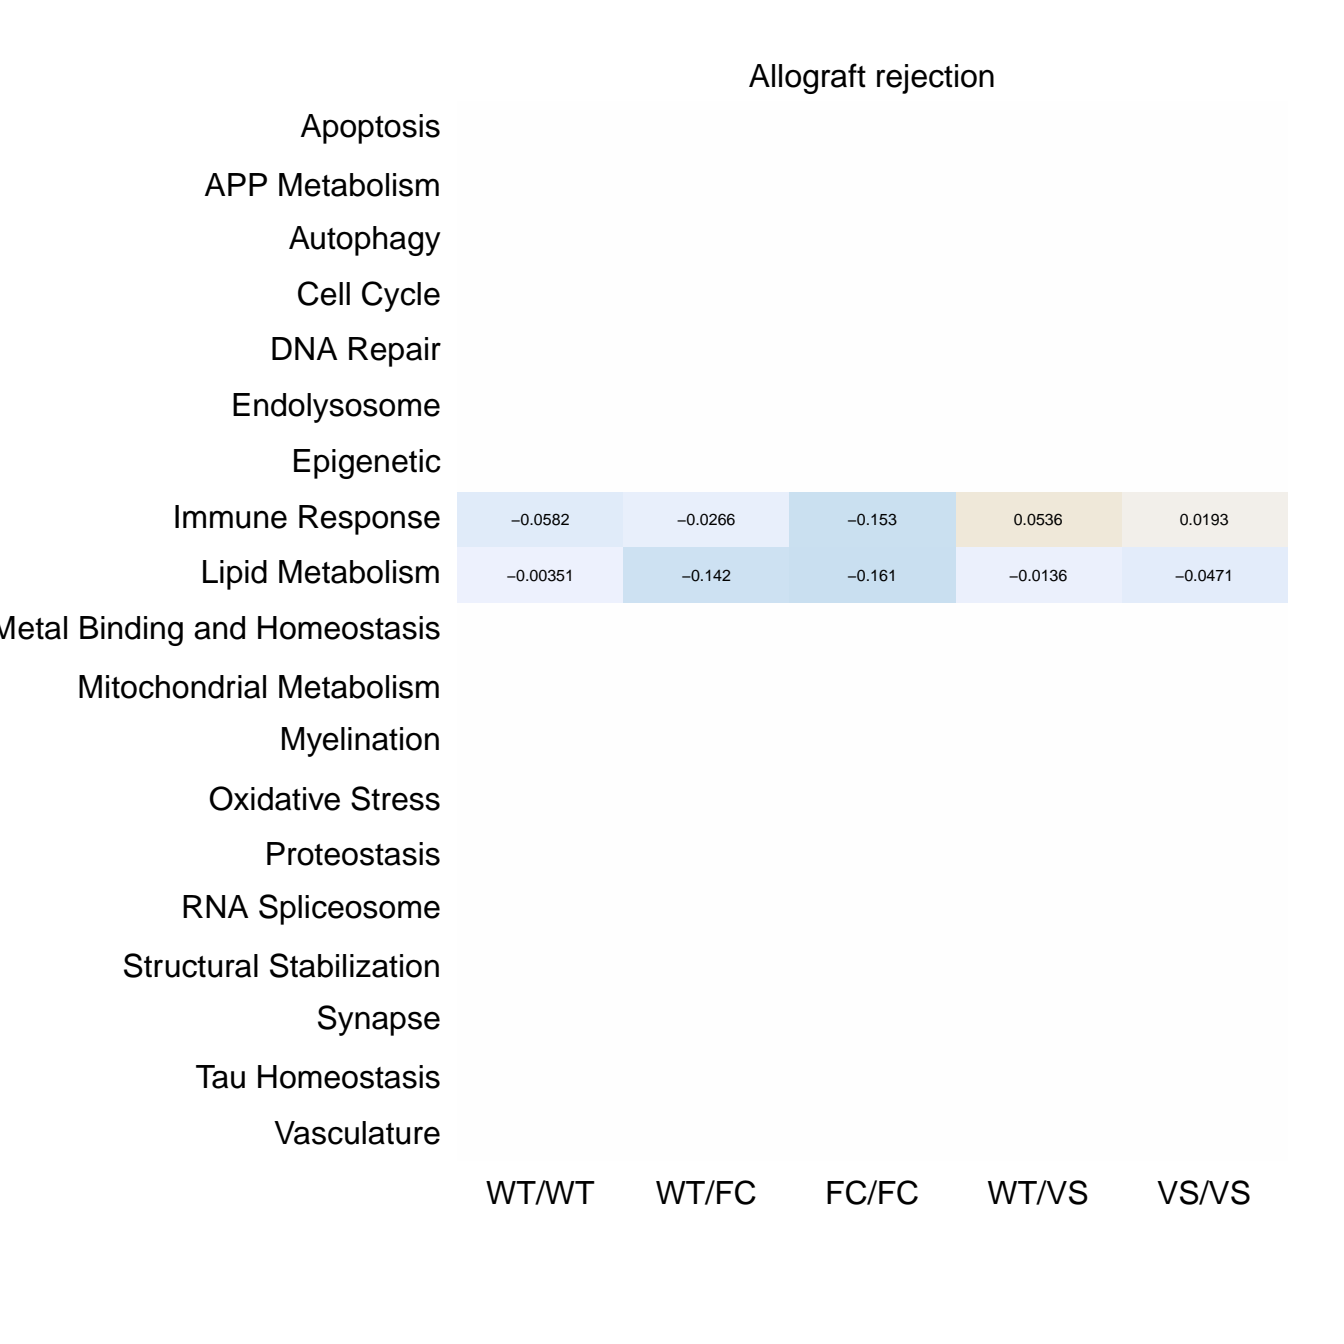 Allograft rejection
Apoptosis
APP Metabolism
Autophagy
Cell Cycle
DNA Repair
Endolysosome
Epigenetic
Immune Response −0.0582 −0.0266 −0.153 0.0536 0.0193
Lipid Metabolism −0.00351 −0.142 −0.161 −0.0136 −0.0471
Metal Binding and Homeostasis
Mitochondrial Metabolism
Myelination
Oxidative Stress
Proteostasis
RNA Spliceosome
Structural Stabilization
Synapse
Tau Homeostasis
Vasculature
WT/WT WT/FC FC/FC WT/VS VS/VS